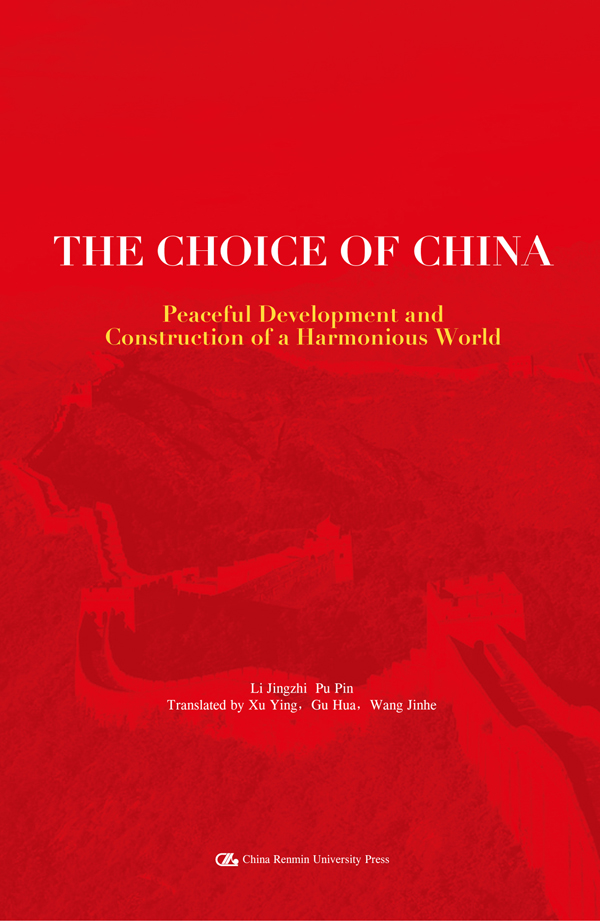 THE CHOICE OF CHINA
Peaceful Development and
Construction of a Harmonious World
Li Jingzhi Pu Pin
Translated by Xu Ying，Gu Hua，Wang Jinhe
China Renmin University Press